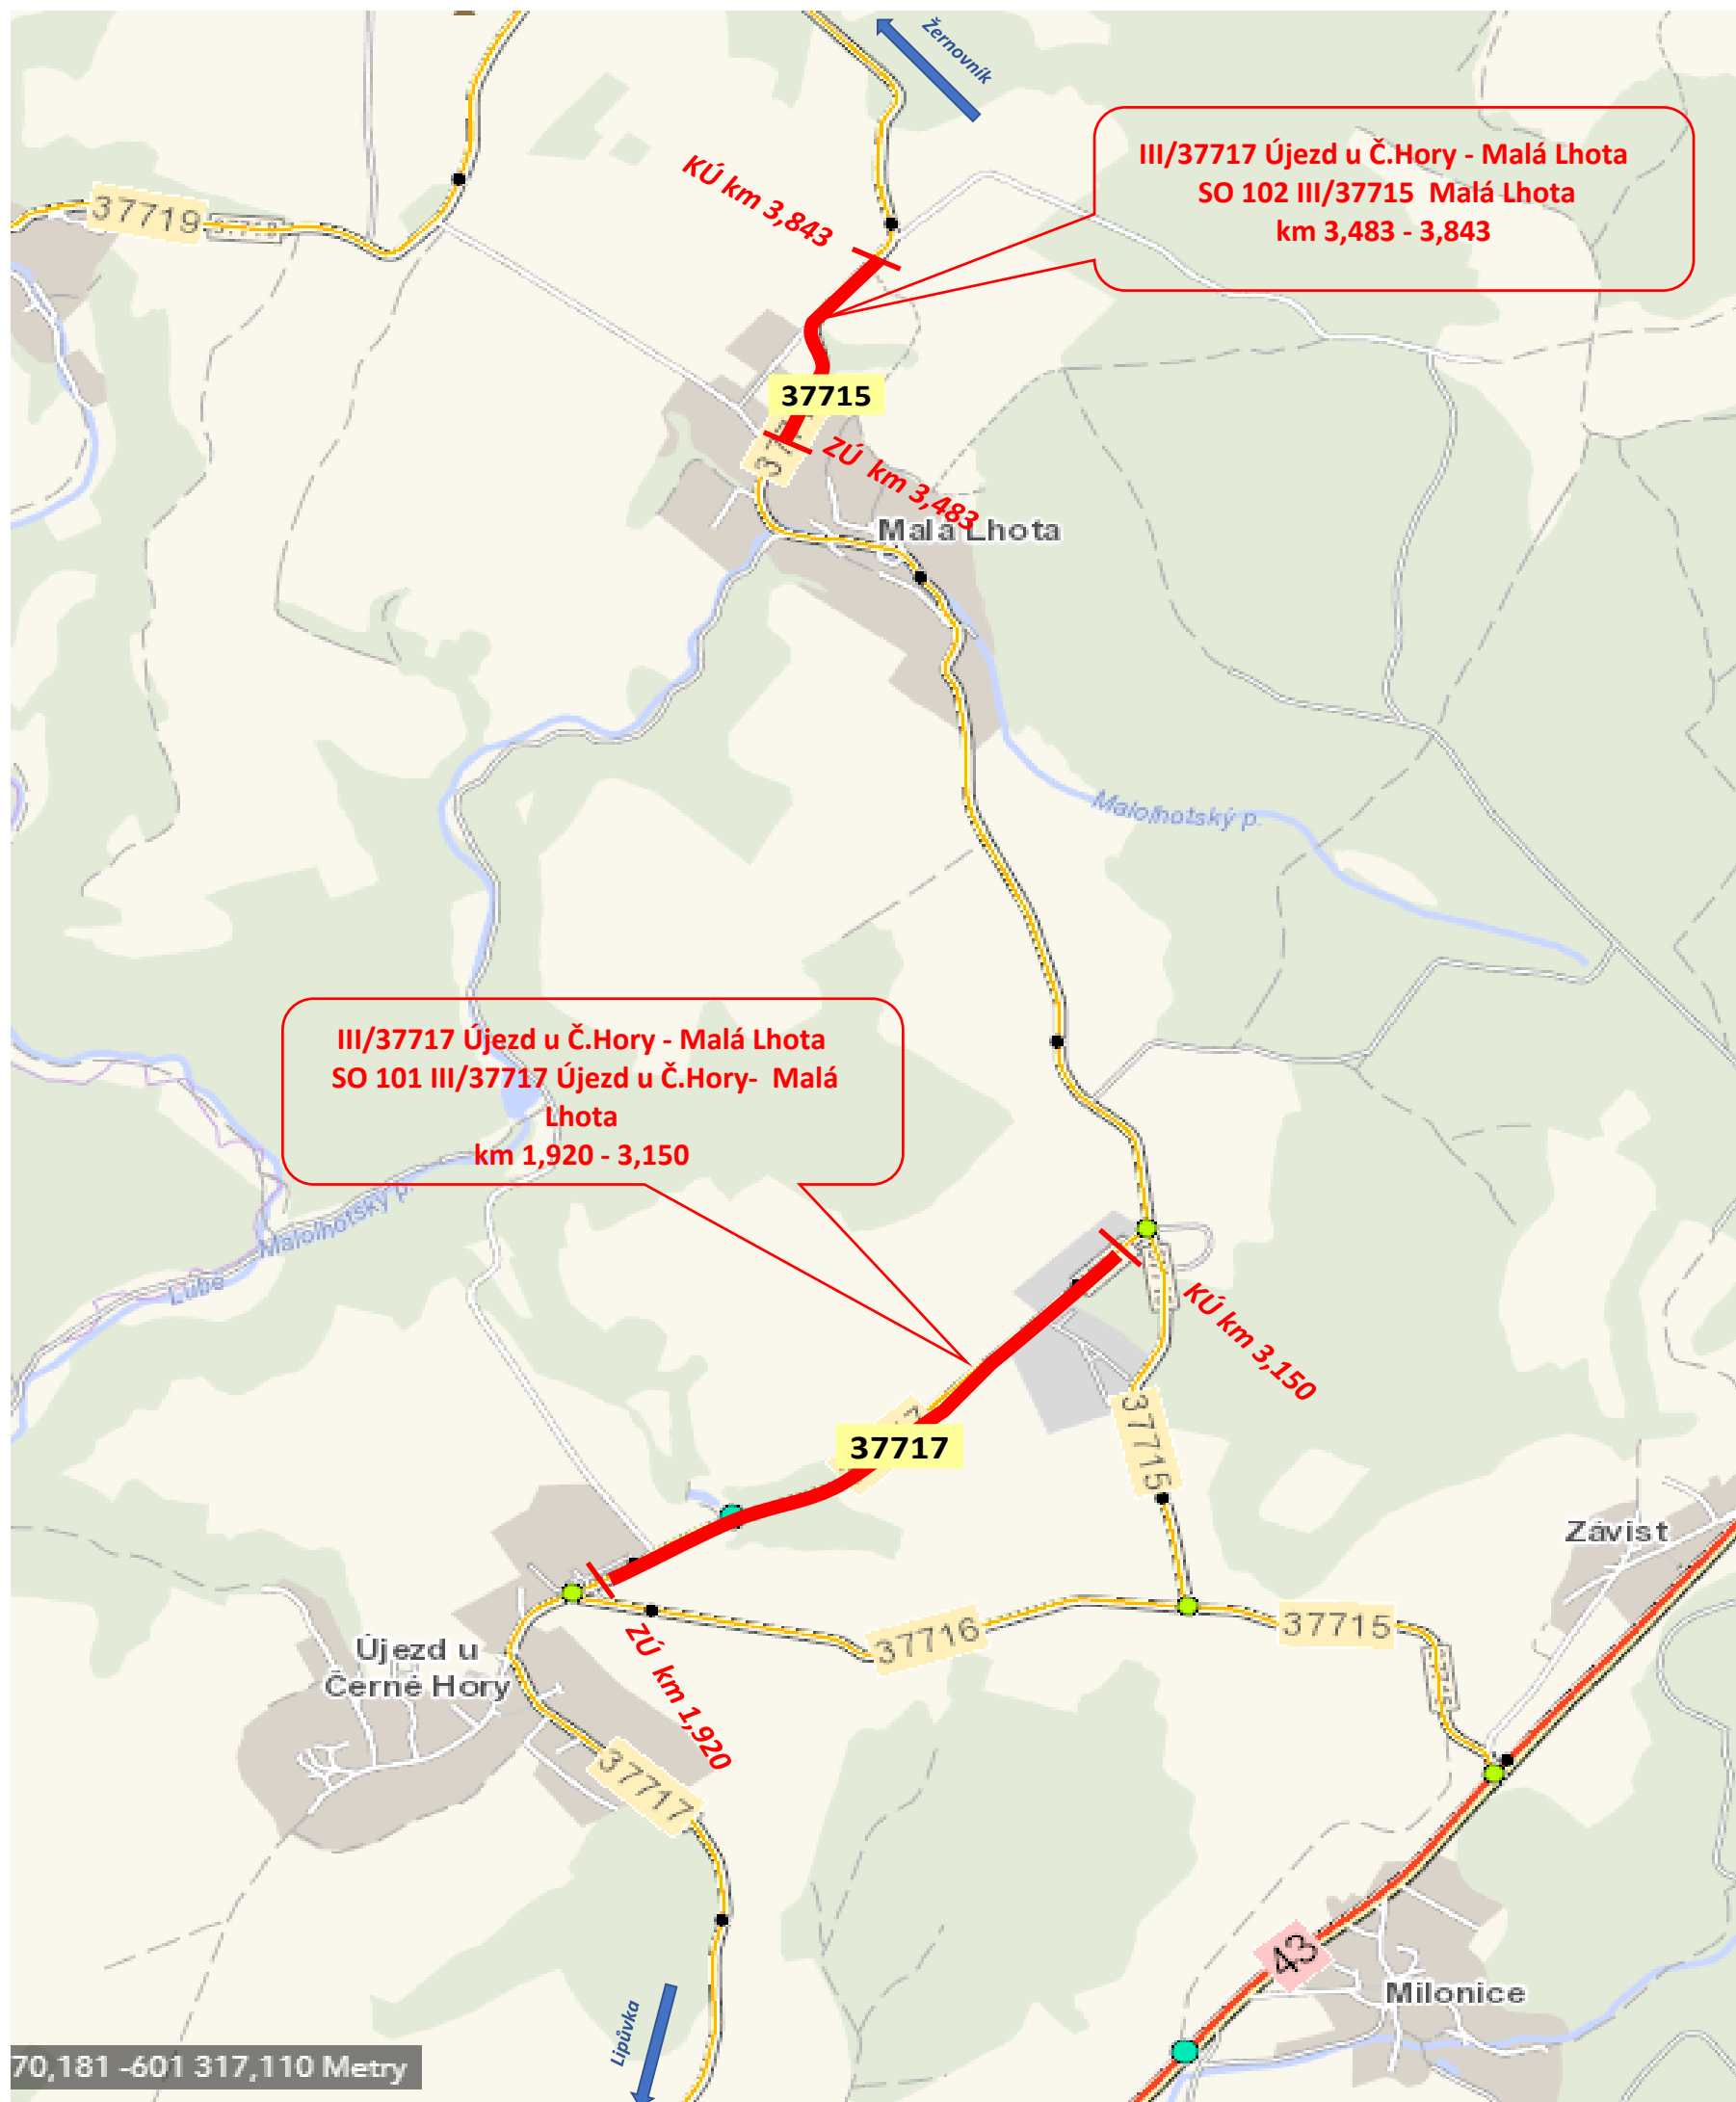 Žernovník
III/37717 Újezd u Č.Hory - Malá Lhota
SO 102 III/37715  Malá Lhota
km 3,483 - 3,843
KÚ km 3,843
37719
37715
ZÚ  km 3,483
Malá Lhota
Malolhotský p.
III/37717 Újezd u Č.Hory - Malá Lhota
SO 101 III/37717 Újezd u Č.Hory-  Malá
Lhota
km 1,920 - 3,150
Malolhotský p.
Lubě
KÚ km 3,150
37715
37717
Závist
37716
37715
Újezd u
Černé Hory
ZÚ  km 1,920
37717
43
Milonice
Lipůvka
70,181 -601 317,110 Metry